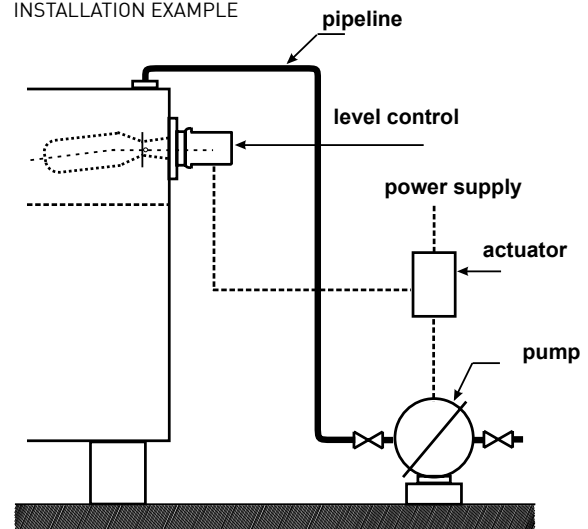 INSTALLATION EXAMPLE
pipeline
level control
power supply
actuator
pump